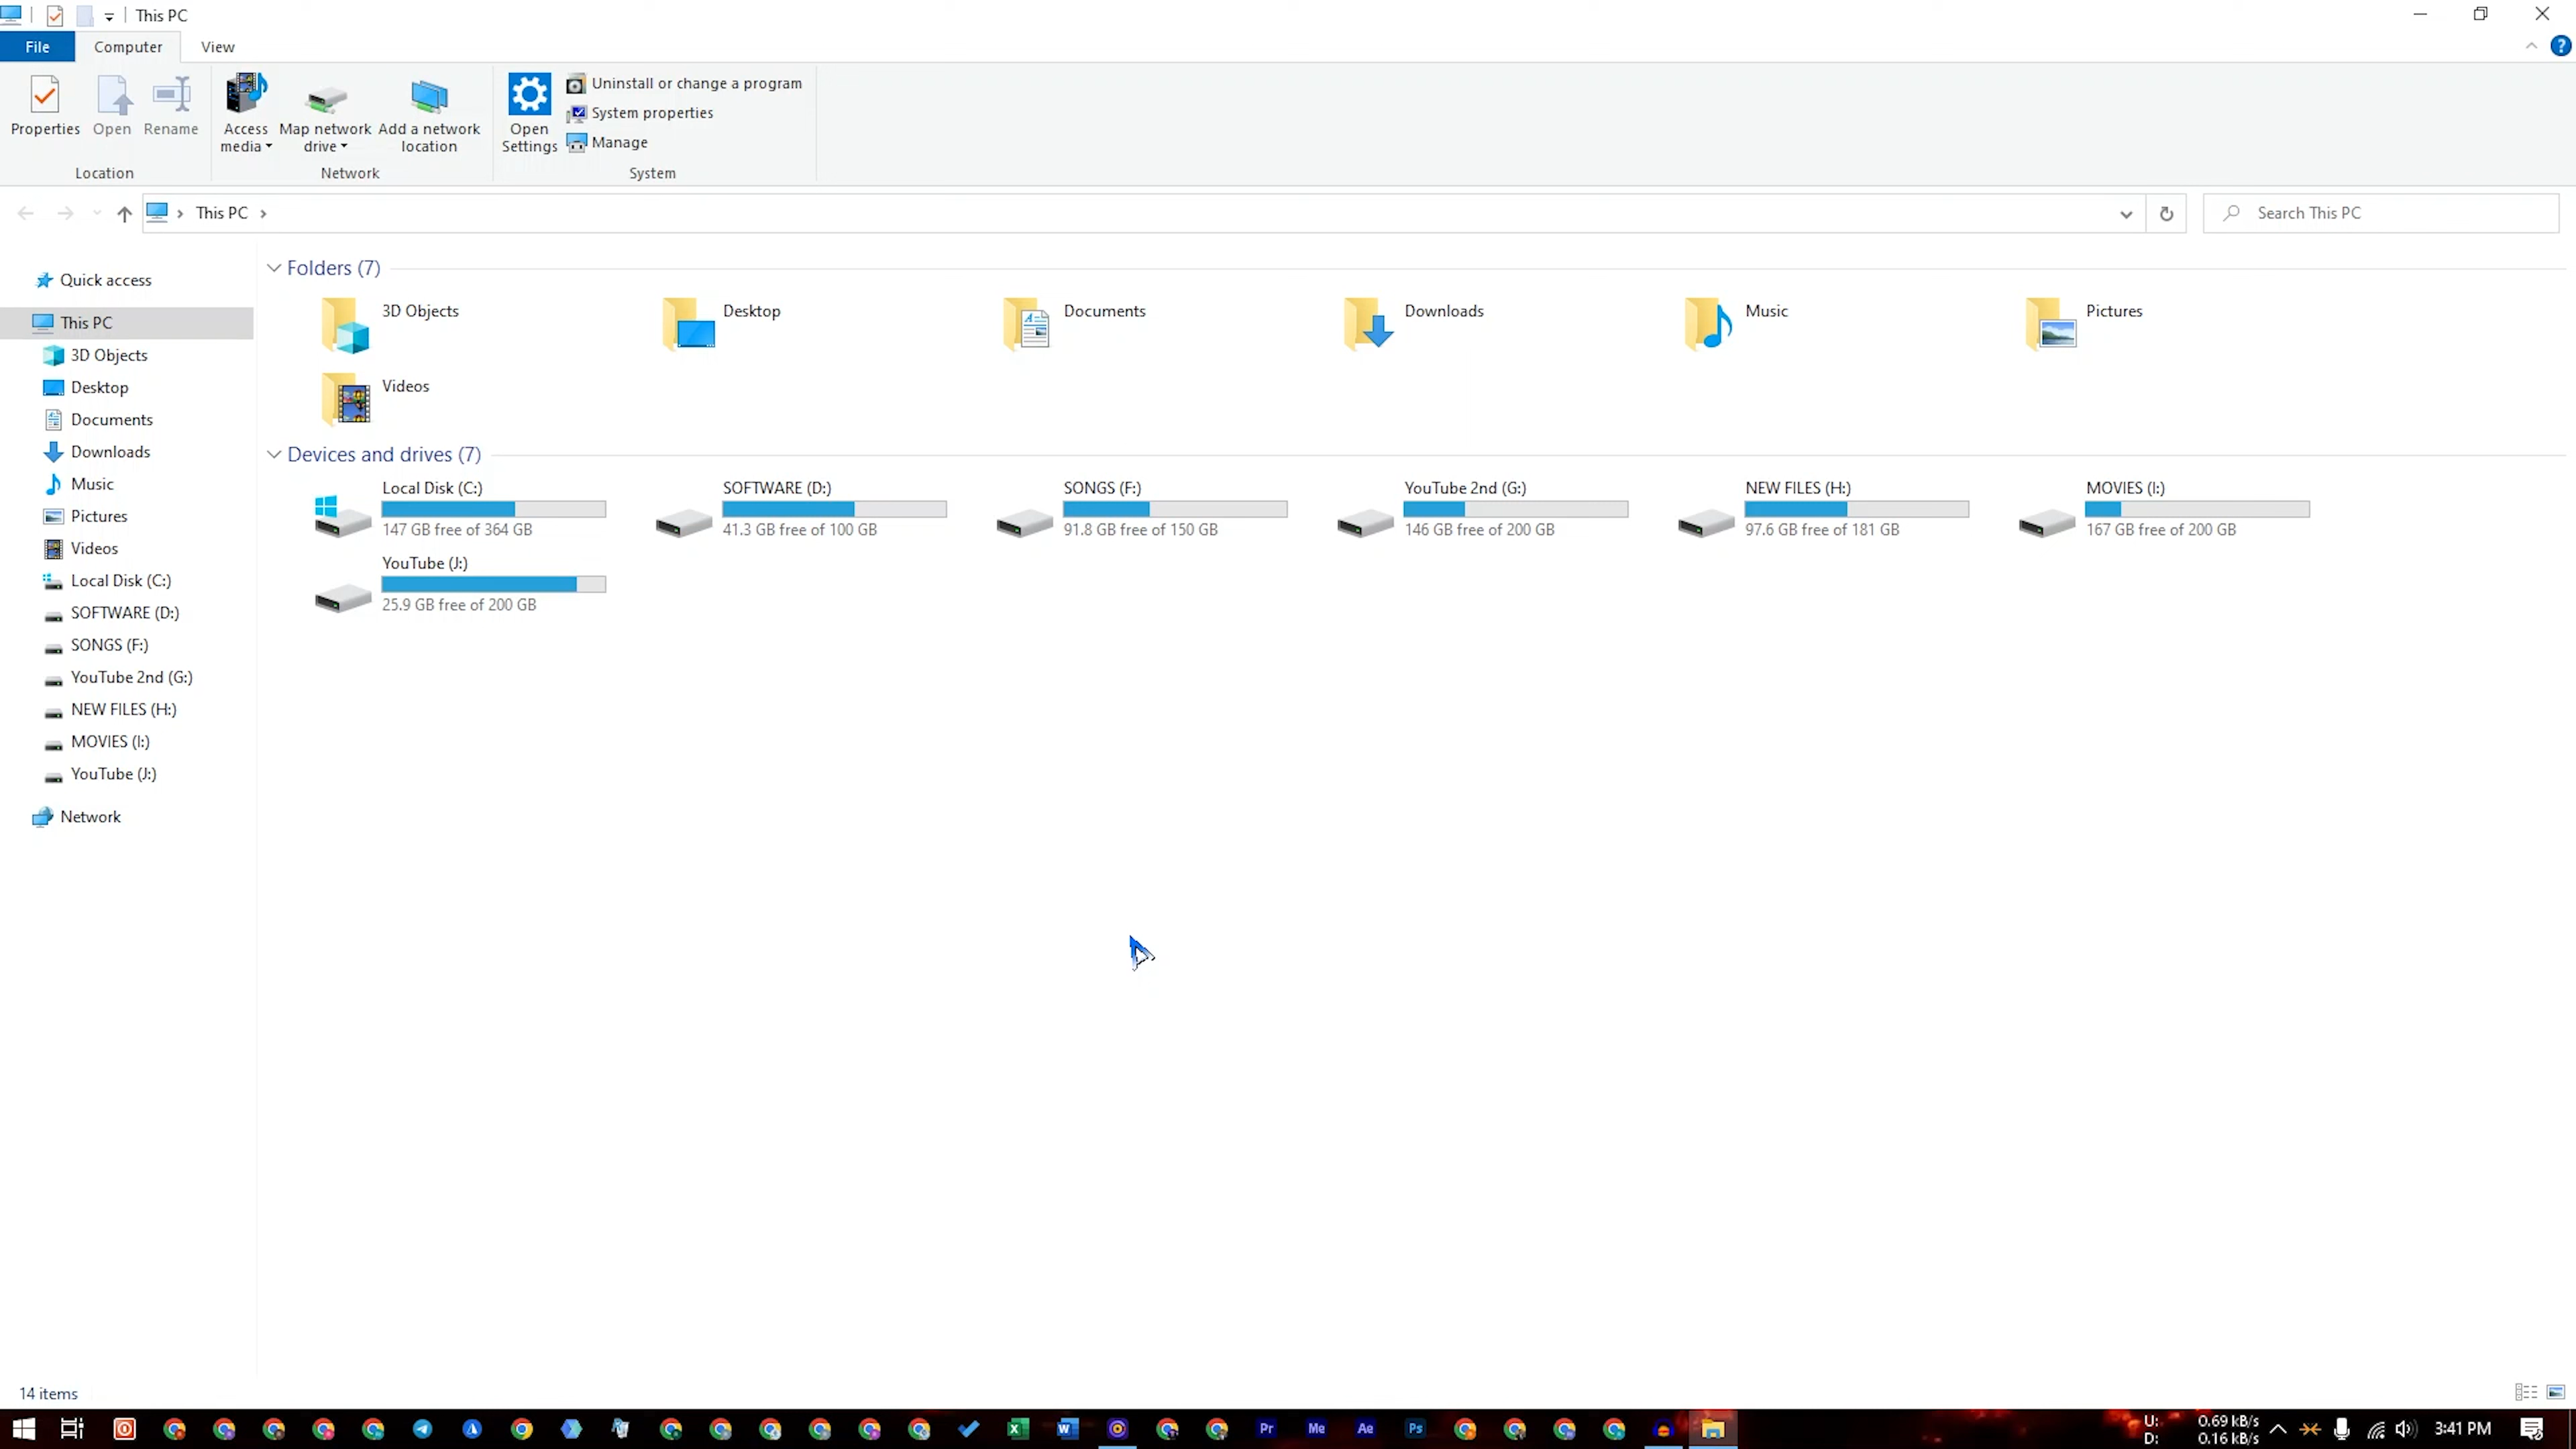 This PC
File
Computer
View
Properties
Open
Rename
Location
Access
media
Map network
drive
Add a network
location
Network
Open
Settings
Uninstall or change a program
System properties
Manage
System
This PC
Search This PC
Quick access
This PC
3D Objects
Desktop
Documents
Downloads
Music
Pictures
Videos
Local Disk (C:)
SOFTWARE (D:)
SONGS (F:)
YouTube 2nd (G:)
NEW FILES (H:)
MOVIES (I:)
YouTube (J:)
Network
Folders (7)
3D Objects
Desktop
Documents
Downloads
Music
Pictures
Videos
Devices and drives (7)
Local Disk (C:)
147 GB free of 364 GB
SOFTWARE (D:)
41.3 GB free of 100 GB
SONGS (F:)
91.8 GB free of 150 GB
YouTube 2nd (G:)
146 GB free of 200 GB
NEW FILES (H:)
97.6 GB free of 181 GB
MOVIES (I:)
167 GB free of 200 GB
YouTube (J:)
25.9 GB free of 200 GB
14 items
Pr
Me
Ae
Ps
U: 0.69 kB/s
D: 0.16 kB/s
3:41 PM